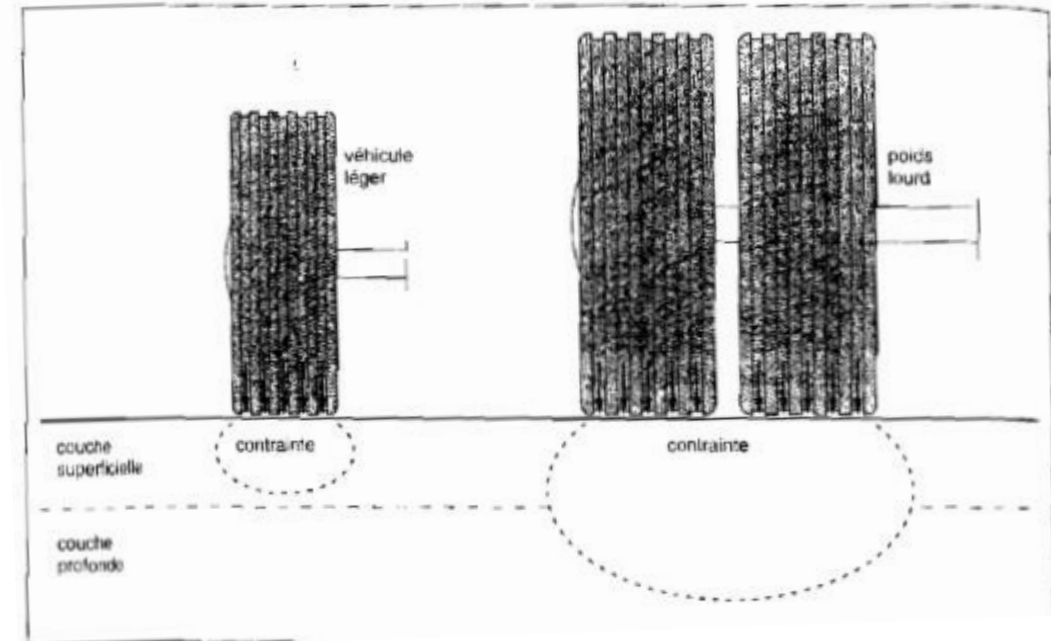 véhicule
léger
poids
lourd
couche
superficielle
contrainte
contrainte
couche
profonde